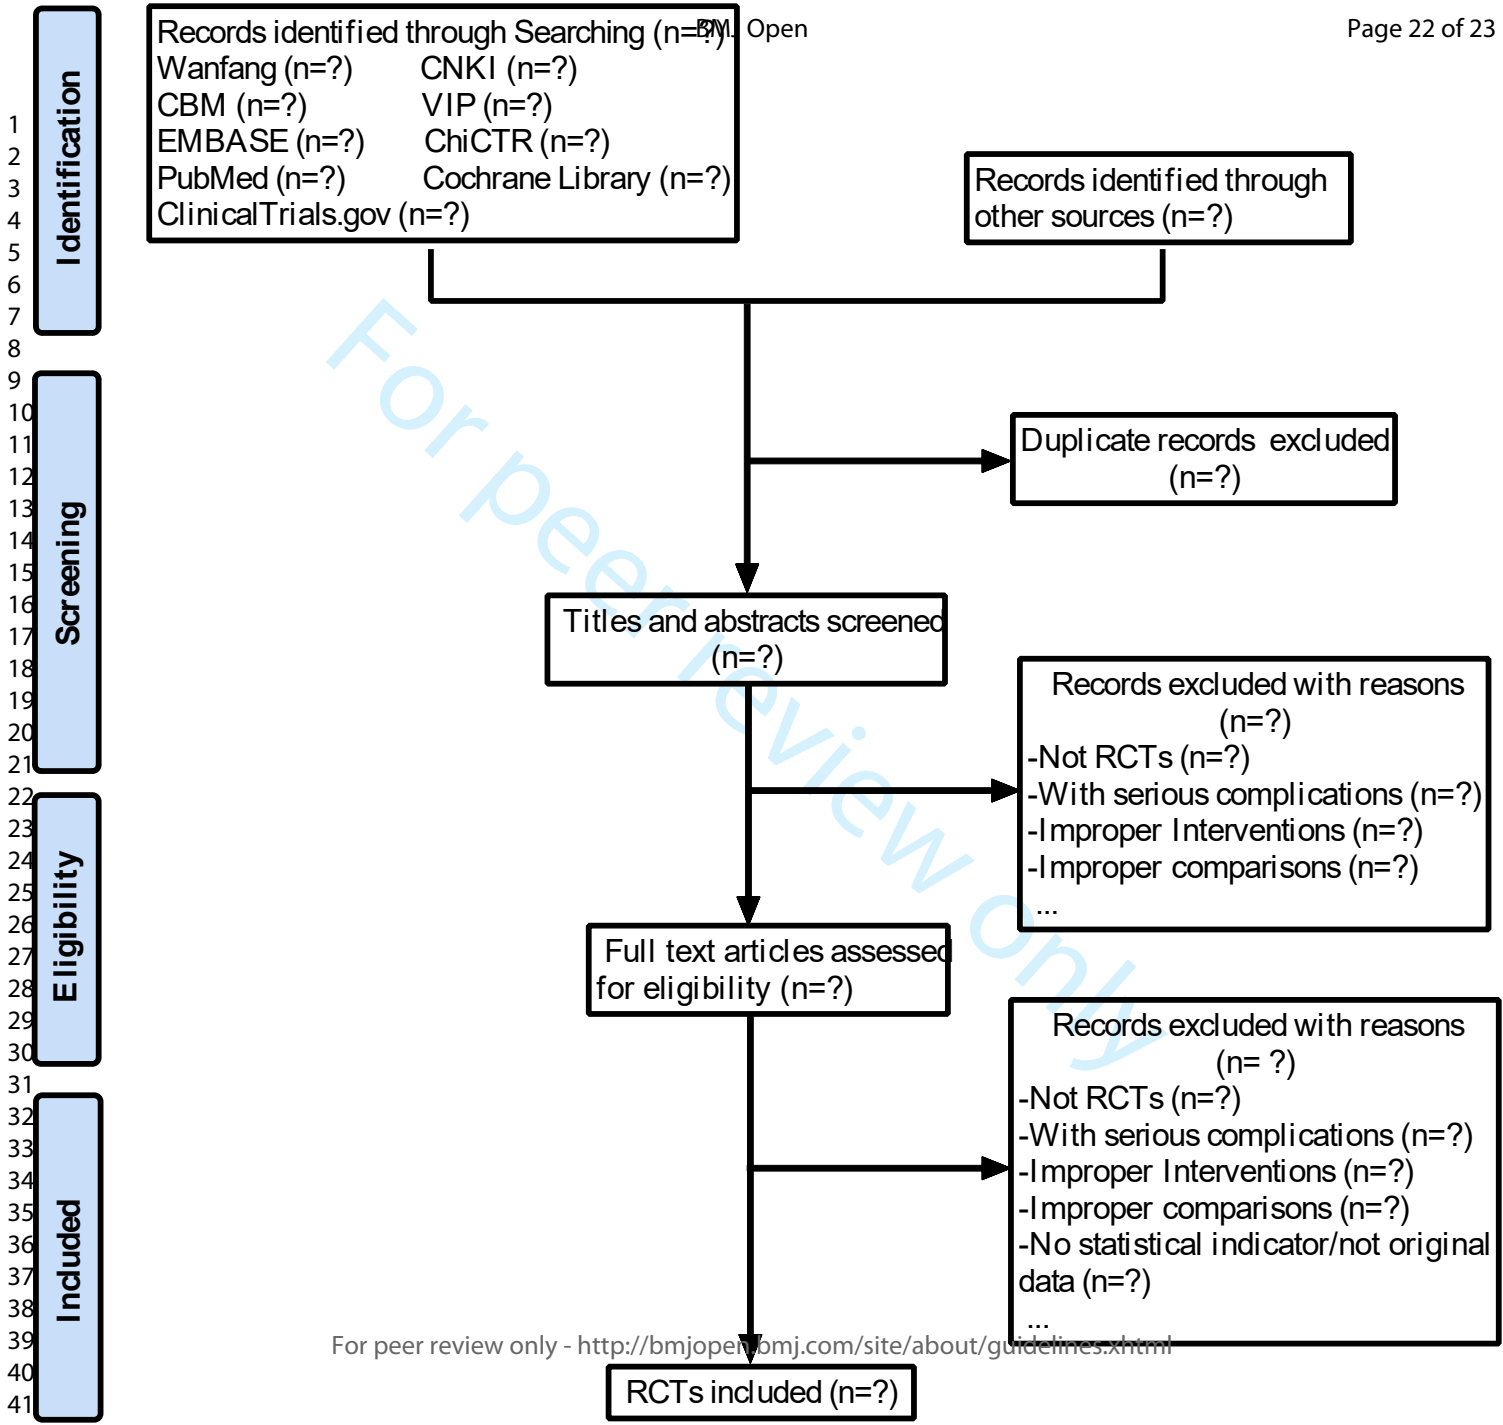 BMJ Open
Page 22 of 23
Identification
Records identified through Searching (n=?)
Wanfang (n=?) CNKI (n=?)
CBM (n=?) VIP (n=?)
EMBASE (n=?) ChiCTR (n=?)
PubMed (n=?) Cochrane Library (n=?)
ClinicalTrials.gov (n=?)
Records identified through
other sources (n=?)
Screening
Duplicate records excluded
(n=?)
Titles and abstracts screened
(n=?)
Records excluded with reasons
(n=?)
-Not RCTs (n=?)
-With serious complications (n=?)
-Improper Interventions (n=?)
-Improper comparisons (n=?)
...
Eligibility
Full text articles assessed
for eligibility (n=?)
Records excluded with reasons
(n= ?)
-Not RCTs (n=?)
-With serious complications (n=?)
-Improper Interventions (n=?)
-Improper comparisons (n=?)
-No statistical indicator/not original
data (n=?)
...
Included
RCTs included (n=?)
For peer review only
For peer review only - http://bmjopen.bmj.com/site/about/guidelines.xhtml
1
2
3
4
5
6
7
8
9
10
11
12
13
14
15
16
17
18
19
20
21
22
23
24
25
26
27
28
29
30
31
32
33
34
35
36
37
38
39
40
41